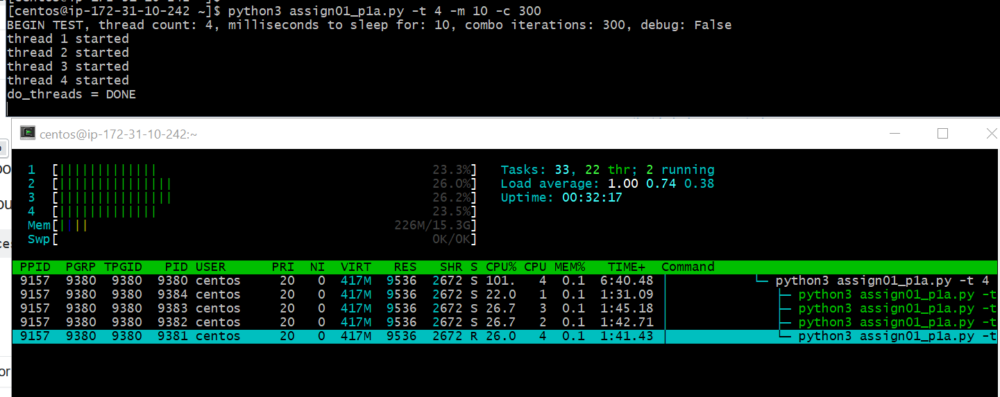 [centos@ip-172-31-10-242 ~]$ python3 assign01_p1a.py -t 4 -m 10 -c 300
BEGIN TEST, thread count: 4, milliseconds to sleep for: 10, combo iterations: 300, debug: False
thread 1 started
thread 2 started
thread 3 started
thread 4 started
do_threads = DONE
centos@ip-172-31-10-242:~
1 [||||||||||||| 23.3%] Tasks: 33, 22 thr; 2 running
2 [||||||||||||||| 26.0%] Load average: 1.00 0.74 0.38
3 [||||||||||||||| 26.2%] Uptime: 00:32:17
4 [||||||||||||| 23.5%]
Mem[|||| 226M/15.3G]
Swp[ 0K/0K]
PPID PGRP TPGID PID USER PRI NI VIRT RES SHR S CPU% CPU MEM% TIME+ Command
9157 9380 9380 9380 centos 20 0 417M 9536 2672 S 101. 4 0.1 6:40.48 │ └─ python3 assign01_p1a.py -t 4
9157 9380 9380 9384 centos 20 0 417M 9536 2672 S 22.0 1 0.1 1:31.09 │ ├─ python3 assign01_p1a.py -t
9157 9380 9380 9383 centos 20 0 417M 9536 2672 S 26.7 3 0.1 1:45.18 │ ├─ python3 assign01_p1a.py -t
9157 9380 9380 9382 centos 20 0 417M 9536 2672 S 26.7 2 0.1 1:42.71 │ ├─ python3 assign01_p1a.py -t
9157 9380 9380 9381 centos 20 0 417M 9536 2672 R 26.0 4 0.1 1:41.43 │ └─ python3 assign01_p1a.py -t